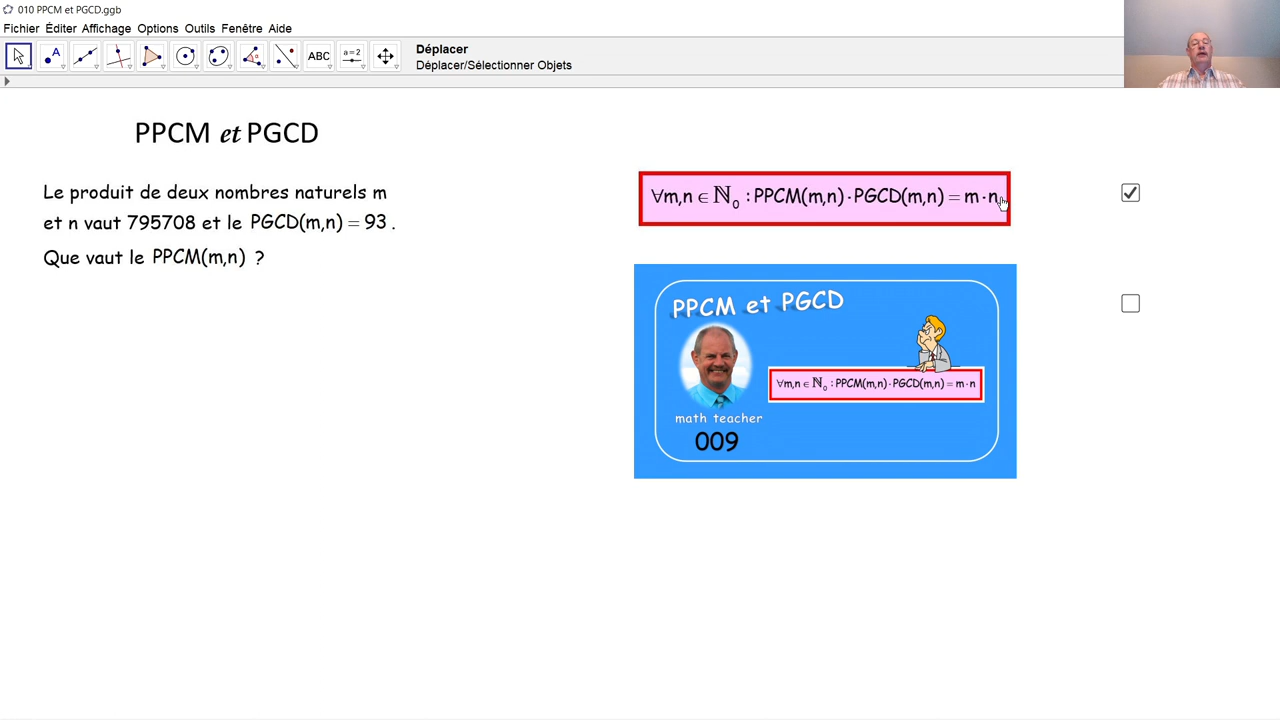 010 PPCM et PGCD.ggb
Fichier Éditer Affichage Options Outils Fenêtre Aide
A
ABC
a=2
Déplacer
Déplacer/Sélectionner Objets
PPCM et PGCD
Le produit de deux nombres naturels m
et n vaut 795708 et le PGCD(m,n) = 93 .
Que vaut le PPCM(m,n) ?
∀m,n ∈ ℕ₀ : PPCM(m,n) · PGCD(m,n) = m · n
PPCM et PGCD
∀m,n ∈ ℕ₀ : PPCM(m,n) · PGCD(m,n) = m · n
math teacher
009